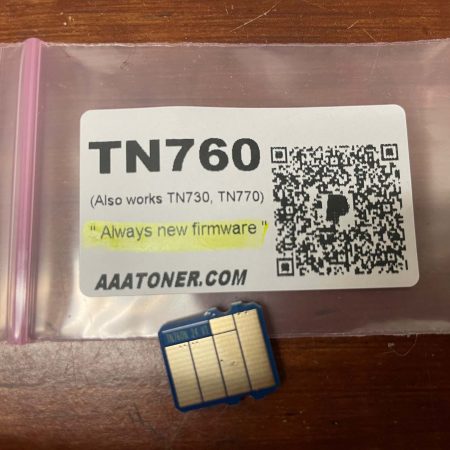 TN760
(Also works TN730, TN770)
" Always new firmware "
AAATONER.COM